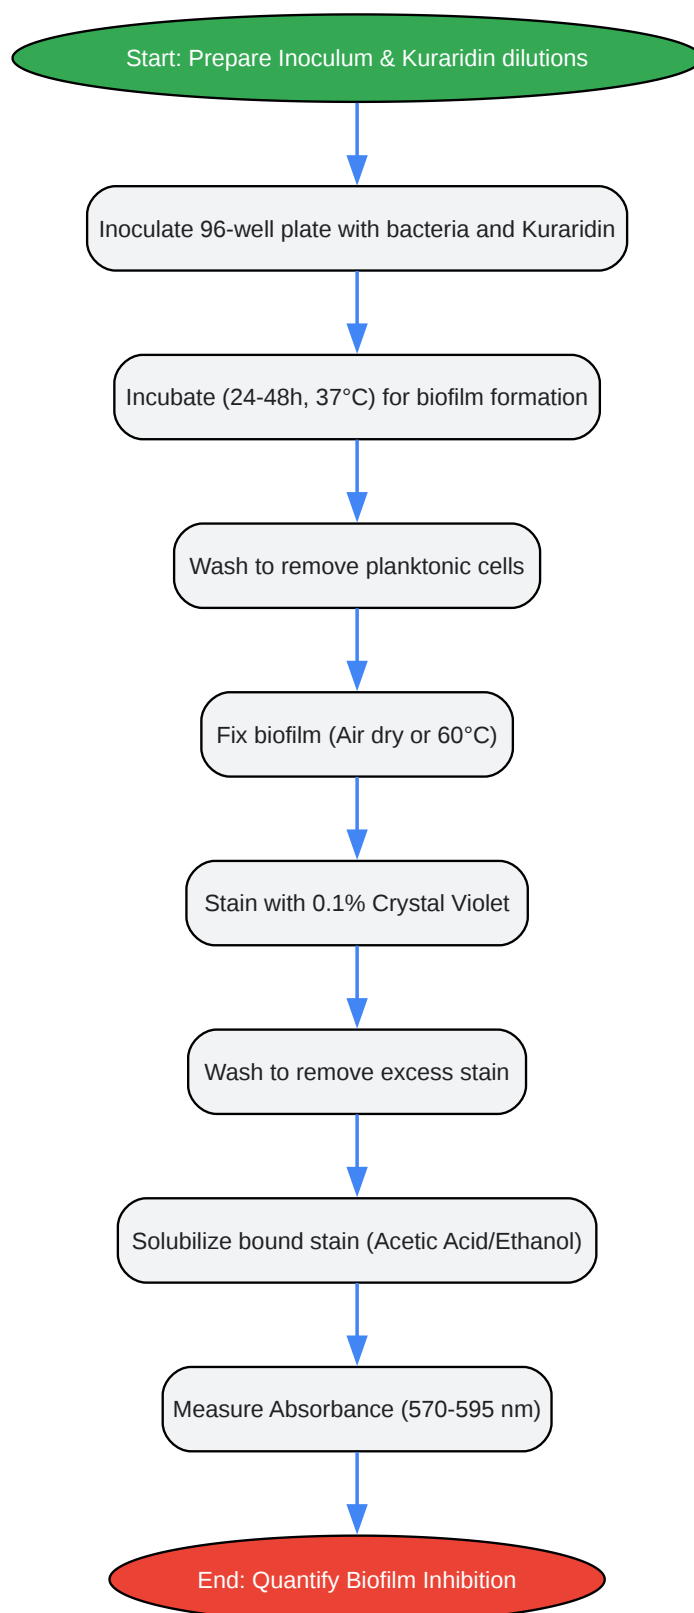 Start: Prepare Inoculum & Kuraridin dilutions
Inoculate 96-well plate with bacteria and Kuraridin
Incubate (24-48h, 37°C) for biofilm formation
Wash to remove planktonic cells
Fix biofilm (Air dry or 60°C)
Stain with 0.1% Crystal Violet
Wash to remove excess stain
Solubilize bound stain (Acetic Acid/Ethanol)
Measure Absorbance (570-595 nm)
End: Quantify Biofilm Inhibition